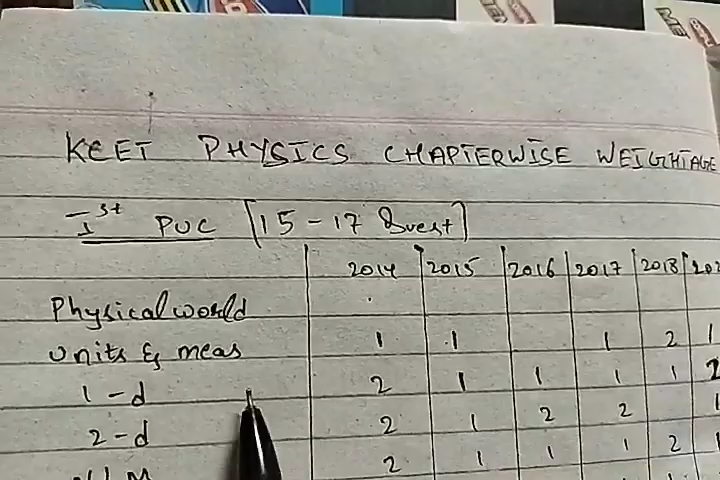 KCET PHYSICS CHAPTERWISE WEIGHTAGE
Ist PUC [15-17 Quest]
2014 2015 2016 2017 2018
Physical world
units & meas 1 1 1 2 1
1-d 2 1 1 1 1 2
2-d 2 1 2 2 1
2 1 1 1 2 1